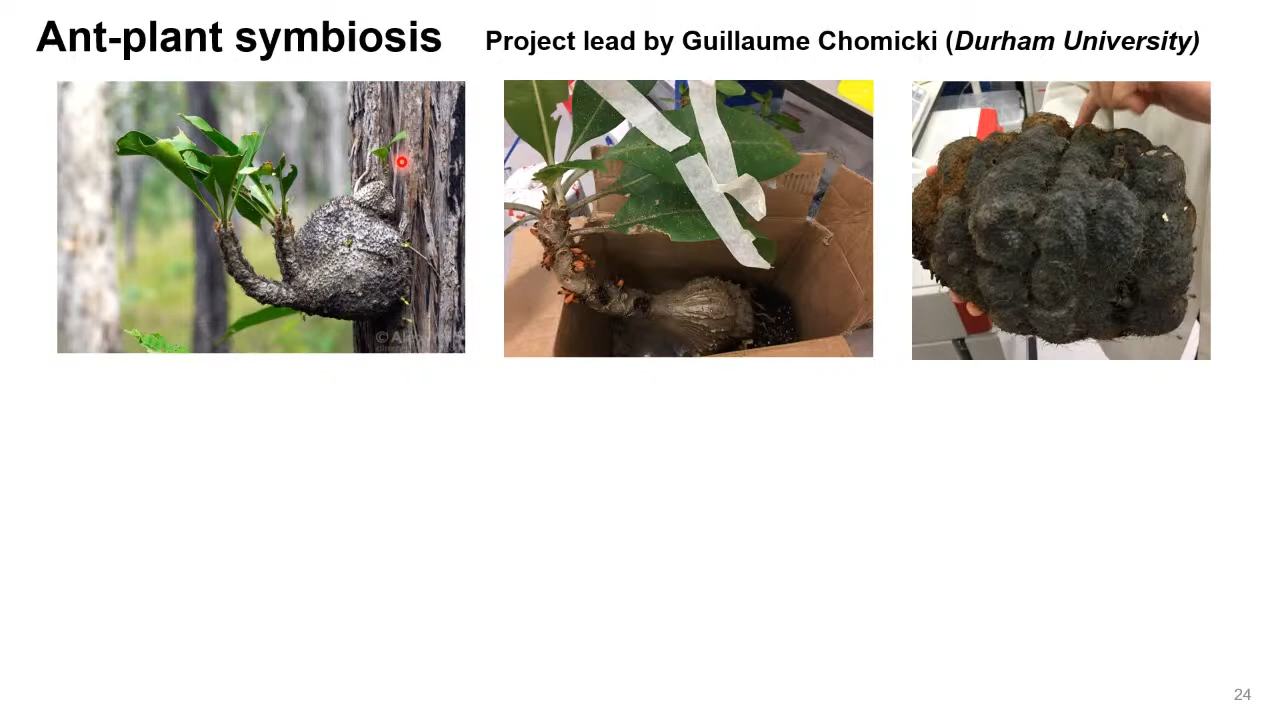 Ant-plant symbiosis
Project lead by Guillaume Chomicki (Durham University)
24